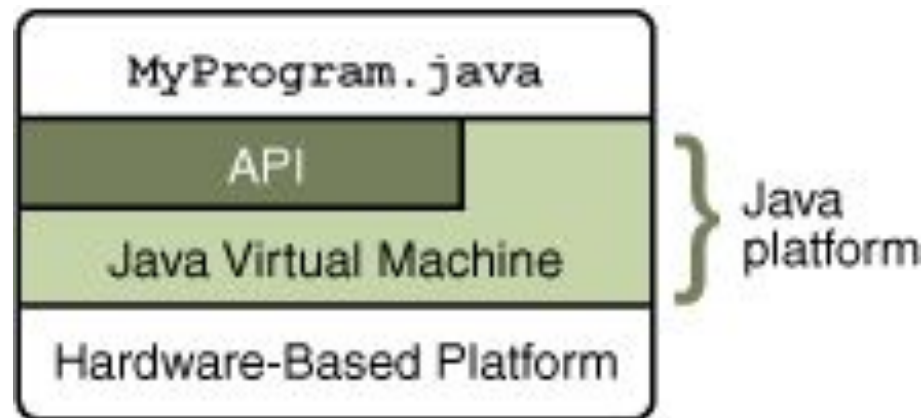 MyProgram.java
API
Java Virtual Machine
Hardware-Based Platform
Java
platform